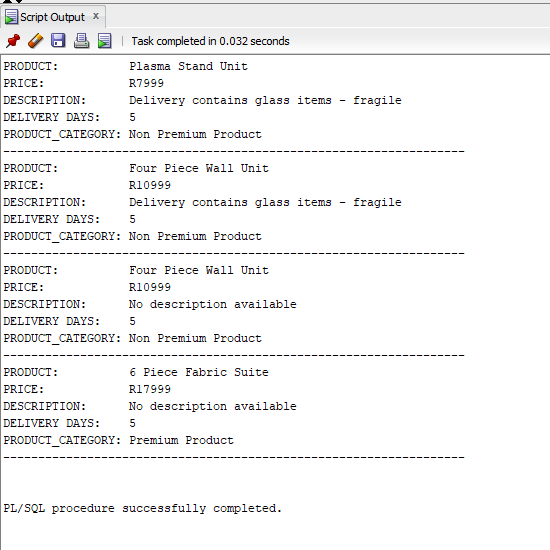 Script Output x
Task completed in 0.032 seconds
PRODUCT: Plasma Stand Unit
PRICE: R7999
DESCRIPTION: Delivery contains glass items - fragile
DELIVERY DAYS: 5
PRODUCT_CATEGORY: Non Premium Product
------------------------------------------------------------------
PRODUCT: Four Piece Wall Unit
PRICE: R10999
DESCRIPTION: Delivery contains glass items - fragile
DELIVERY DAYS: 5
PRODUCT_CATEGORY: Non Premium Product
------------------------------------------------------------------
PRODUCT: Four Piece Wall Unit
PRICE: R10999
DESCRIPTION: No description available
DELIVERY DAYS: 5
PRODUCT_CATEGORY: Non Premium Product
------------------------------------------------------------------
PRODUCT: 6 Piece Fabric Suite
PRICE: R17999
DESCRIPTION: No description available
DELIVERY DAYS: 5
PRODUCT_CATEGORY: Premium Product
------------------------------------------------------------------
PL/SQL procedure successfully completed.